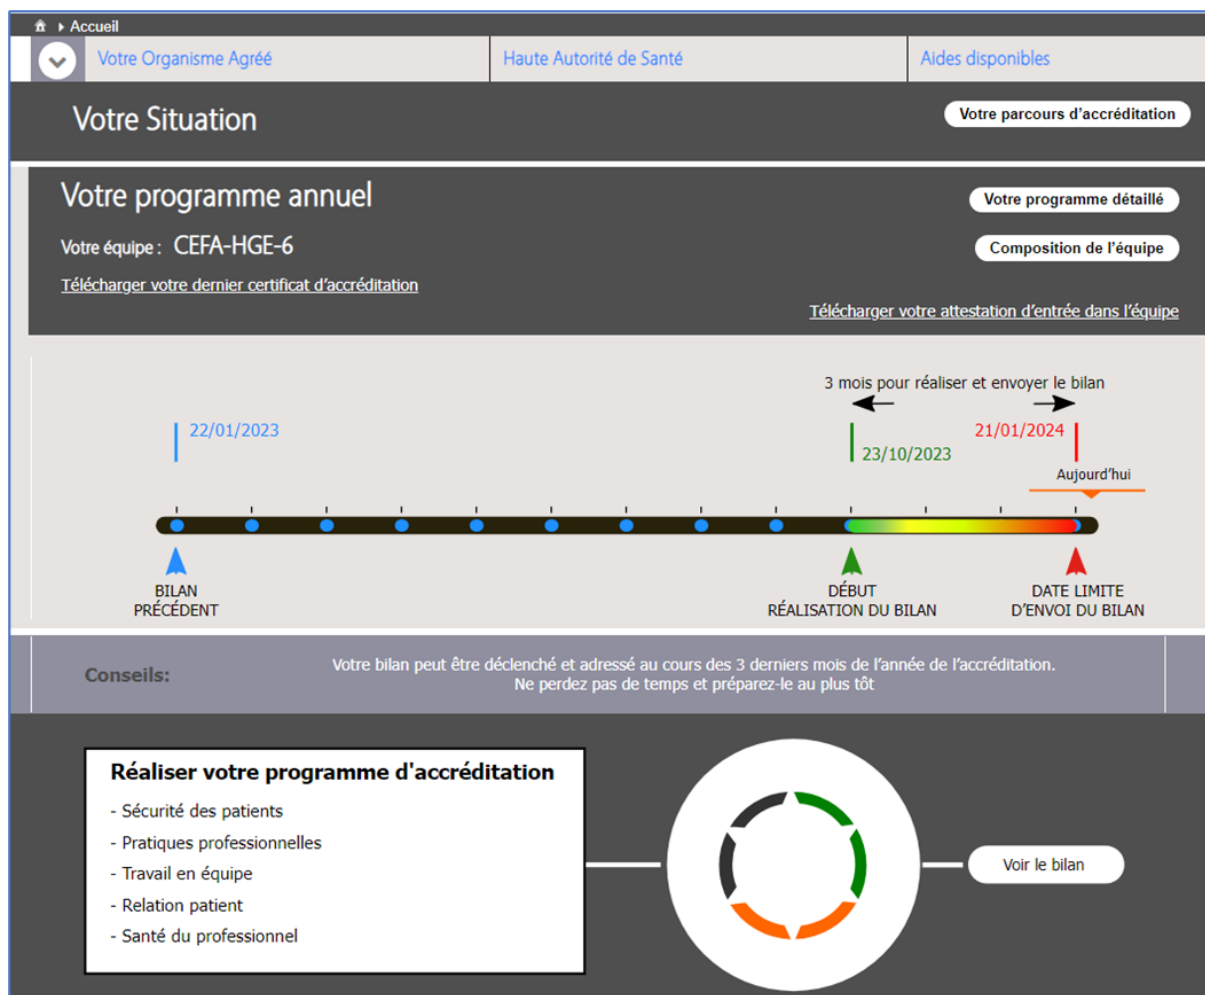 Accueil
Votre Organisme Agréé
Haute Autorité de Santé
Aides disponibles
Votre Situation
Votre parcours d'accréditation
Votre programme annuel
Votre programme détaillé
Votre équipe : CEFA-HGE-6
Composition de l'équipe
Télécharger votre dernier certificat d'accréditation
Télécharger votre attestation d'entrée dans l'équipe
3 mois pour réaliser et envoyer le bilan
22/01/2023
21/01/2024
23/10/2023
Aujourd'hui
BILAN
PRÉCÉDENT
DÉBUT
RÉALISATION DU BILAN
DATE LIMITE
D'ENVOI DU BILAN
Conseils:
Votre bilan peut être déclenché et adressé au cours des 3 derniers mois de l'année de l'accréditation.
Ne perdez pas de temps et préparez-le au plus tôt
Réaliser votre programme d'accréditation
- Sécurité des patients
- Pratiques professionnelles
- Travail en équipe
- Relation patient
- Santé du professionnel
Voir le bilan